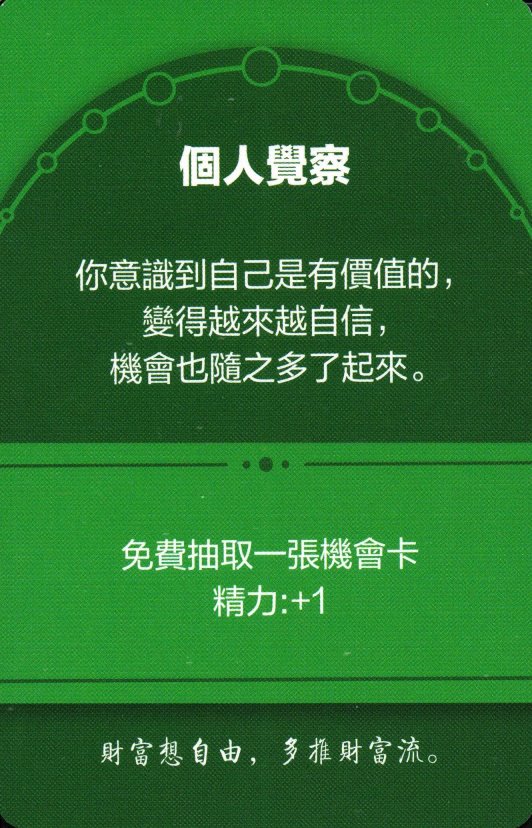 個人覺察
你意識到自己是有價值的，
變得越來越自信，
機會也隨之多了起來。
免費抽取一張機會卡
精力:+1
財富想自由，多推財富流。